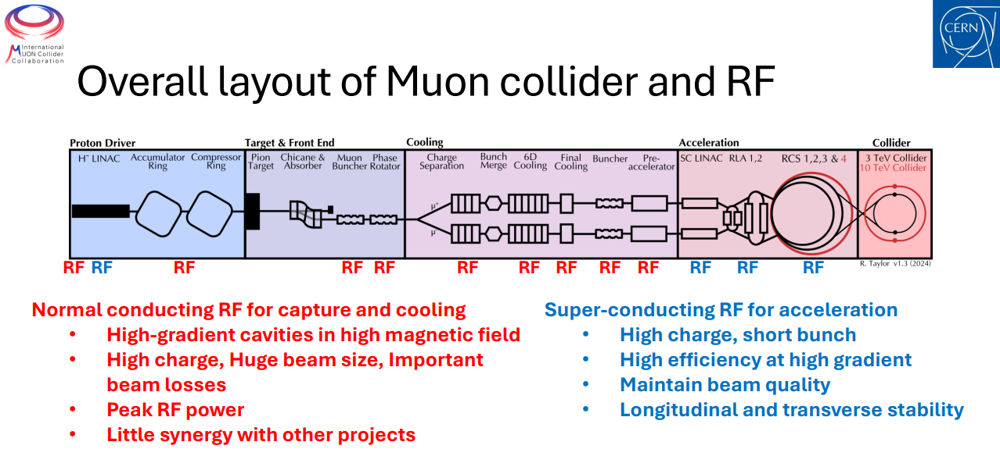 International
MUON Collider
Collaboration
CERN
Overall layout of Muon collider and RF
Proton Driver
Target & Front End
Cooling
Acceleration
Collider
H⁻ LINAC
Accumulator
Ring
Compressor
Ring
Pion
Target
Chicane &
Absorber
Muon
Buncher
Phase
Rotator
Charge
Separation
Bunch
Merge
6D
Cooling
Final
Cooling
Buncher
Pre-
accelerator
SC LINAC
RLA 1,2
RCS 1,2,3 & 4
3 TeV Collider
10 TeV Collider
μ⁺
μ⁻
RF RF RF RF RF RF RF RF RF RF RF RF RF
R. Taylor v1.3 (2024)
Normal conducting RF for capture and cooling
• High-gradient cavities in high magnetic field
• High charge, Huge beam size, Important
beam losses
• Peak RF power
• Little synergy with other projects
Super-conducting RF for acceleration
• High charge, short bunch
• High efficiency at high gradient
• Maintain beam quality
• Longitudinal and transverse stability